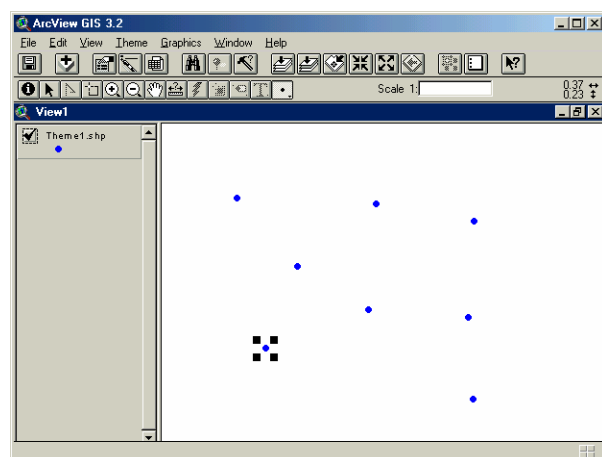 ArcView GIS 3.2
File Edit View Theme Graphics Window Help
Scale 1:
0.37
0.23
View1
Theme1.shp